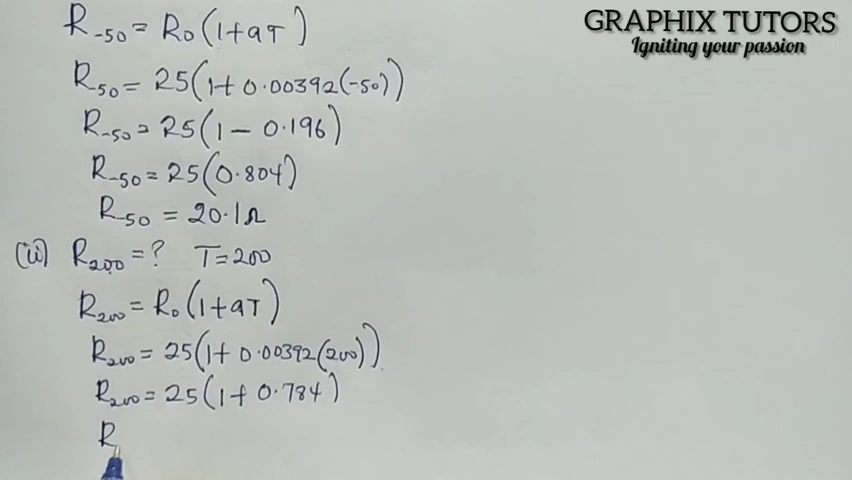 GRAPHIX TUTORS
Igniting your passion
R₋₅₀ = R₀(1+aT)
R₋₅₀ = 25(1+0.00392(-50))
R₋₅₀ = 25(1 - 0.196)
R₋₅₀ = 25(0.804)
R₋₅₀ = 20.1Ω
(ii) R₂₀₀ = ? T=200
R₂₀₀ = R₀(1+aT)
R₂₀₀ = 25(1+ 0.00392(200))
R₂₀₀ = 25(1+ 0.784)
R